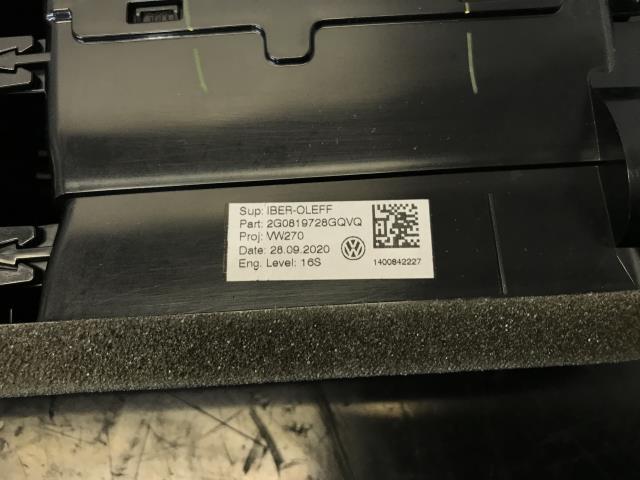 Sup: IBER-OLEFF
Part: 2G0819728GQVQ
Proj: VW270
Date: 28.09.2020
Eng. Level: 16S
1400842227